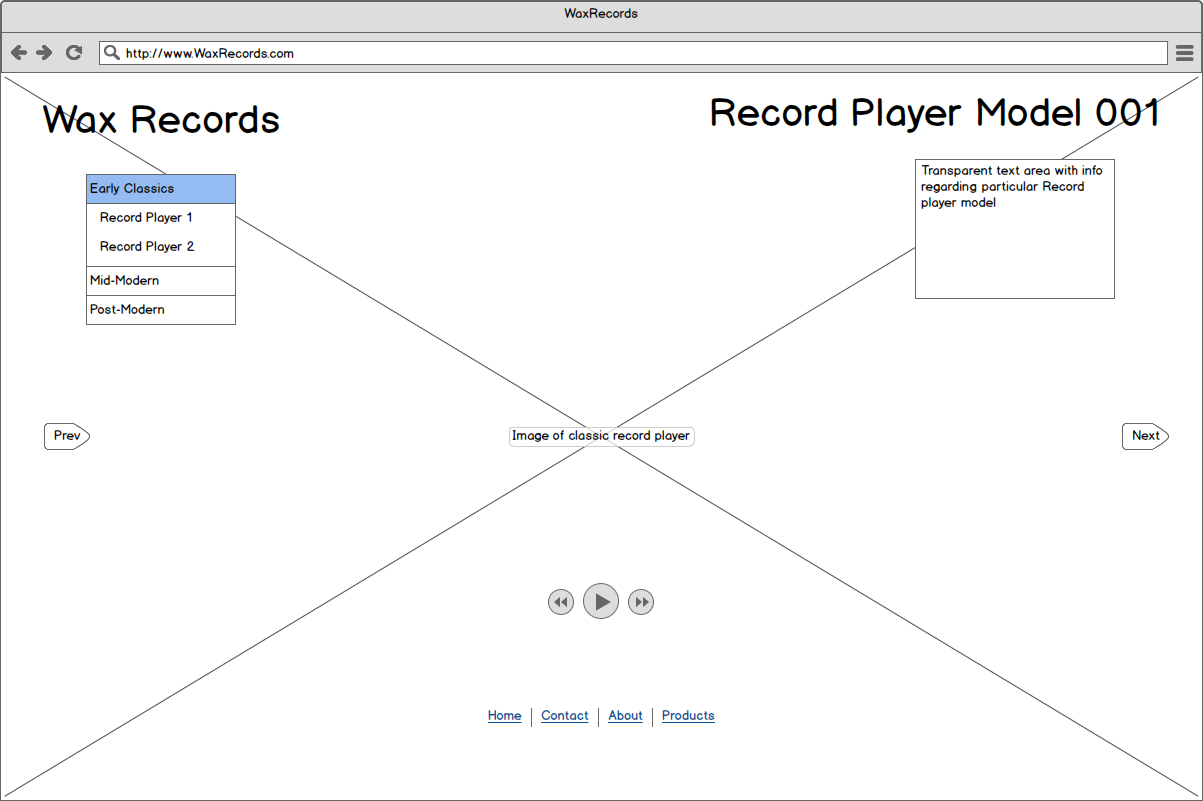 WaxRecords
http://www.WaxRecords.com
Wax Records
Record Player Model 001
Early Classics
Record Player 1
Record Player 2
Mid-Modern
Post-Modern
Transparent text area with info
regarding particular Record
player model
Prev
Image of classic record player
Next
Home
Contact
About
Products